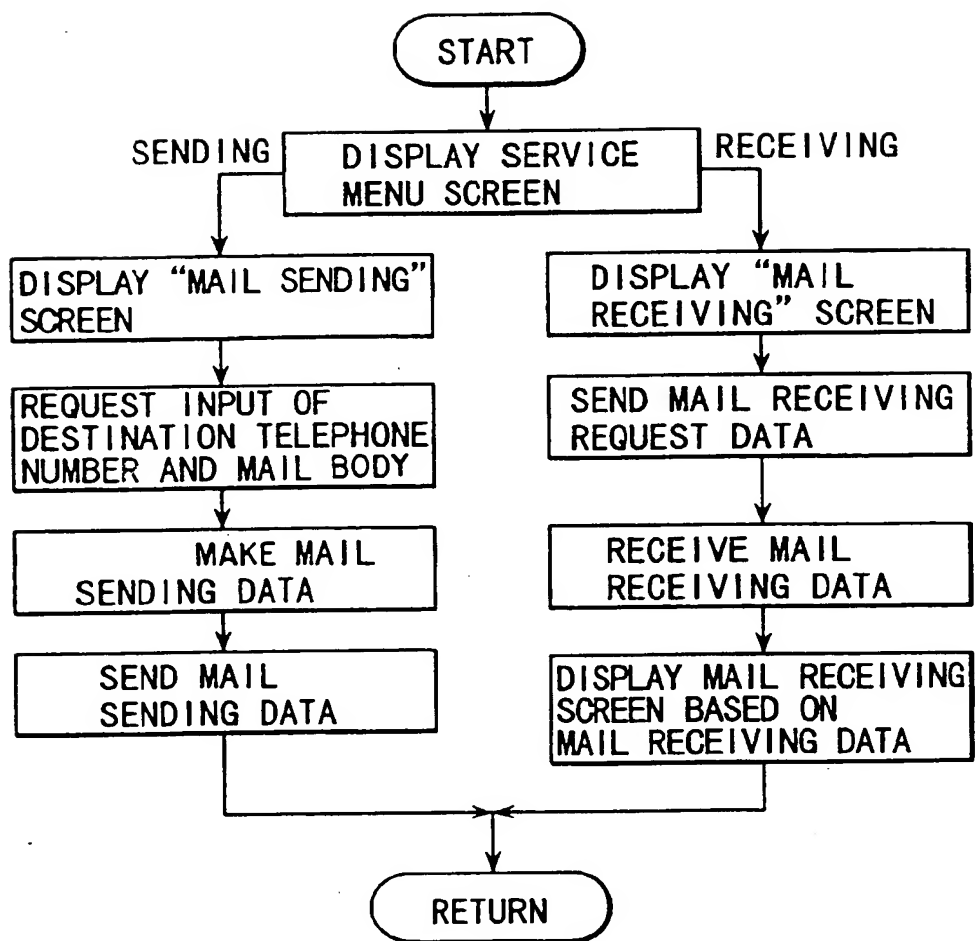 START
SENDING
DISPLAY SERVICE
MENU SCREEN
RECEIVING
DISPLAY “MAIL SENDING”
SCREEN
REQUEST INPUT OF
DESTINATION TELEPHONE
NUMBER AND MAIL BODY
MAKE MAIL
SENDING DATA
SEND MAIL
SENDING DATA
DISPLAY “MAIL
RECEIVING” SCREEN
SEND MAIL RECEIVING
REQUEST DATA
RECEIVE MAIL
RECEIVING DATA
DISPLAY MAIL RECEIVING
SCREEN BASED ON
MAIL RECEIVING DATA
RETURN